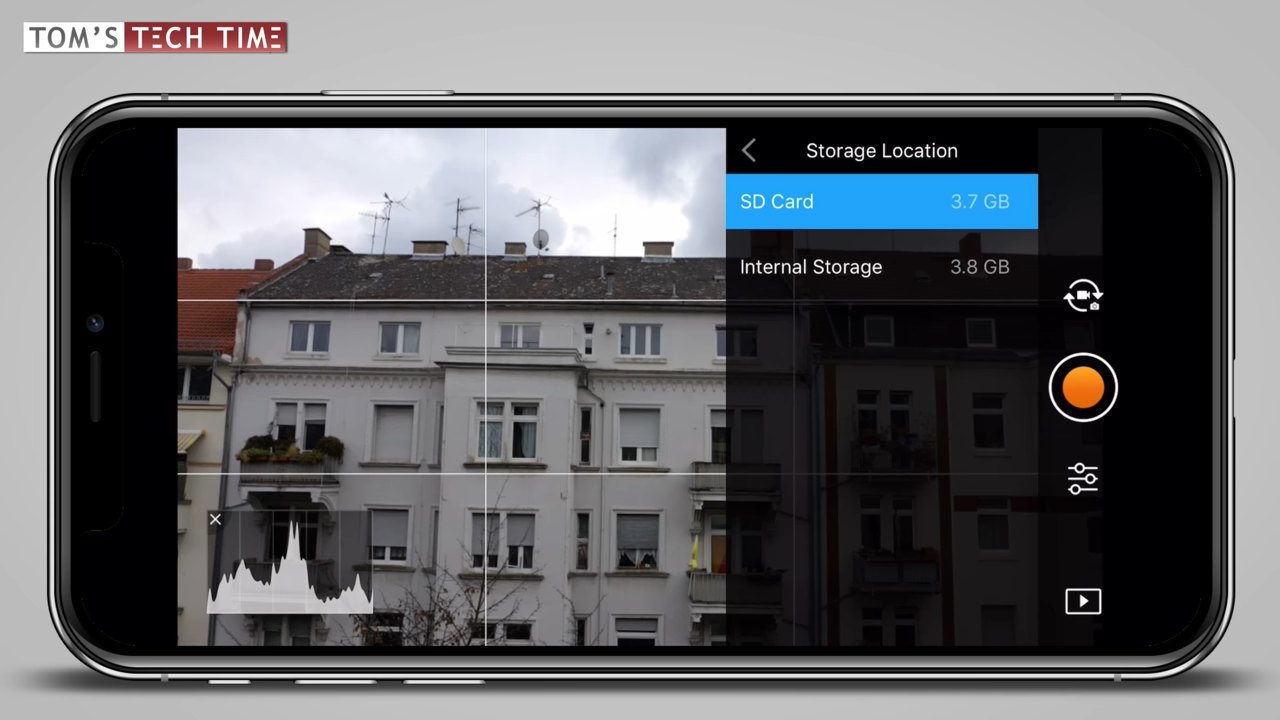 TOM'S TECH TIME
Storage Location
SD Card 3.7 GB
Internal Storage 3.8 GB